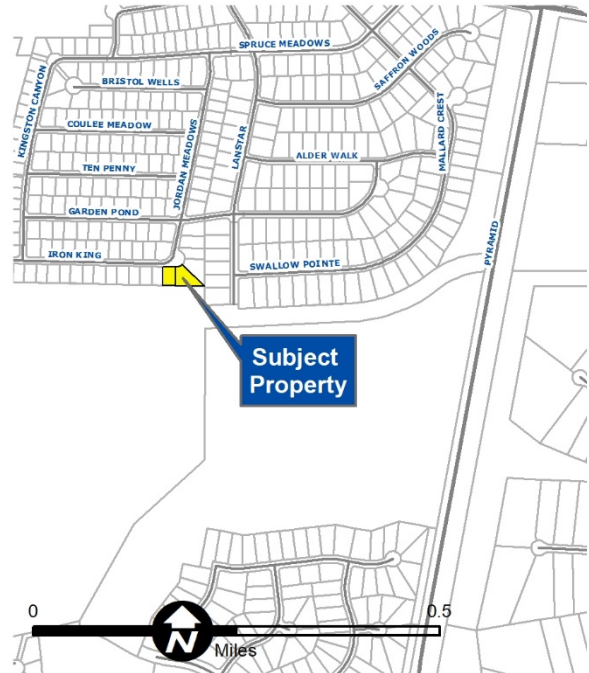 SPRUCE MEADOWS
SAFFRON WOODS
KINGSTON CANYON
BRISTOL WELLS
COULEE MEADOW
JORDAN MEADOWS
LANSTAR
MALLARD CREST
TEN PENNY
ALDER WALK
GARDEN POND
IRON KING
SWALLOW POINTE
PYRAMID
Subject
Property
0
0.5
N
Miles